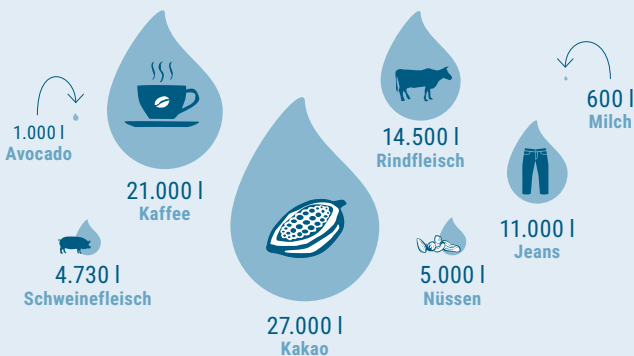 1.000 l
Avocado
21.000 l
Kaffee
14.500 l
Rindfleisch
600 l
Milch
11.000 l
Jeans
4.730 l
Schweinefleisch
27.000 l
Kakao
5.000 l
Nüssen